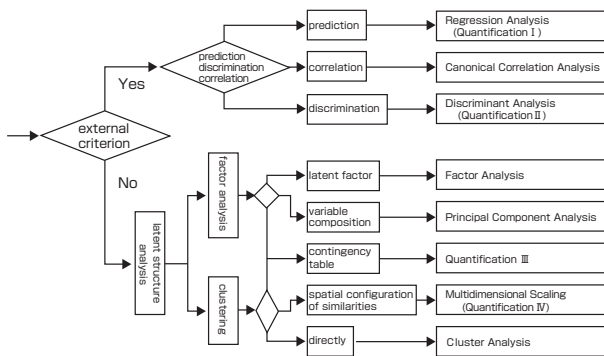 prediction
Regression Analysis
(Quantification Ⅰ)
prediction
discrimination
correlation
Yes
correlation
Canonical Correlation Analysis
discrimination
Discriminant Analysis
(Quantification Ⅱ)
external
criterion
No
latent structure
analysis
factor analysis
latent factor
Factor Analysis
variable
composition
Principal Component Analysis
contingency
table
Quantification Ⅲ
clustering
spatial configuration
of similarities
Multidimensional Scaling
(Quantification Ⅳ)
directly
Cluster Analysis